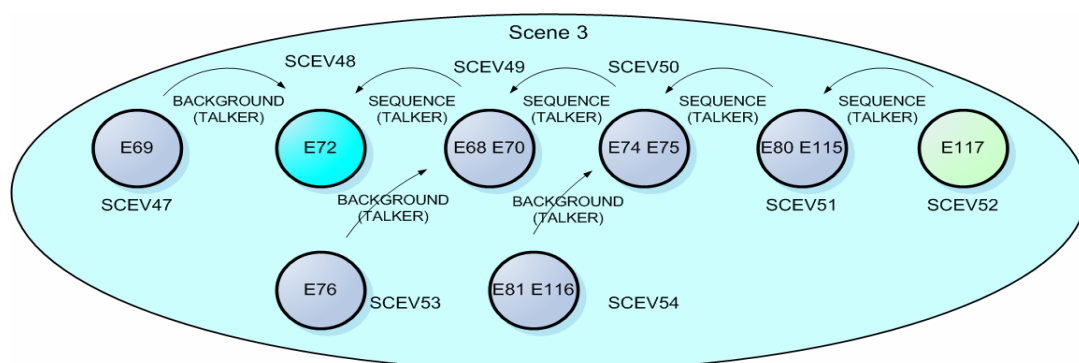 Scene 3
SCEV48
SCEV49
SCEV50
BACKGROUND
(TALKER)
SEQUENCE
(TALKER)
SEQUENCE
(TALKER)
SEQUENCE
(TALKER)
SEQUENCE
(TALKER)
E69
E72
E68 E70
E74 E75
E80 E115
E117
SCEV47
BACKGROUND
(TALKER)
BACKGROUND
(TALKER)
SCEV51
SCEV52
E76
SCEV53
E81 E116
SCEV54